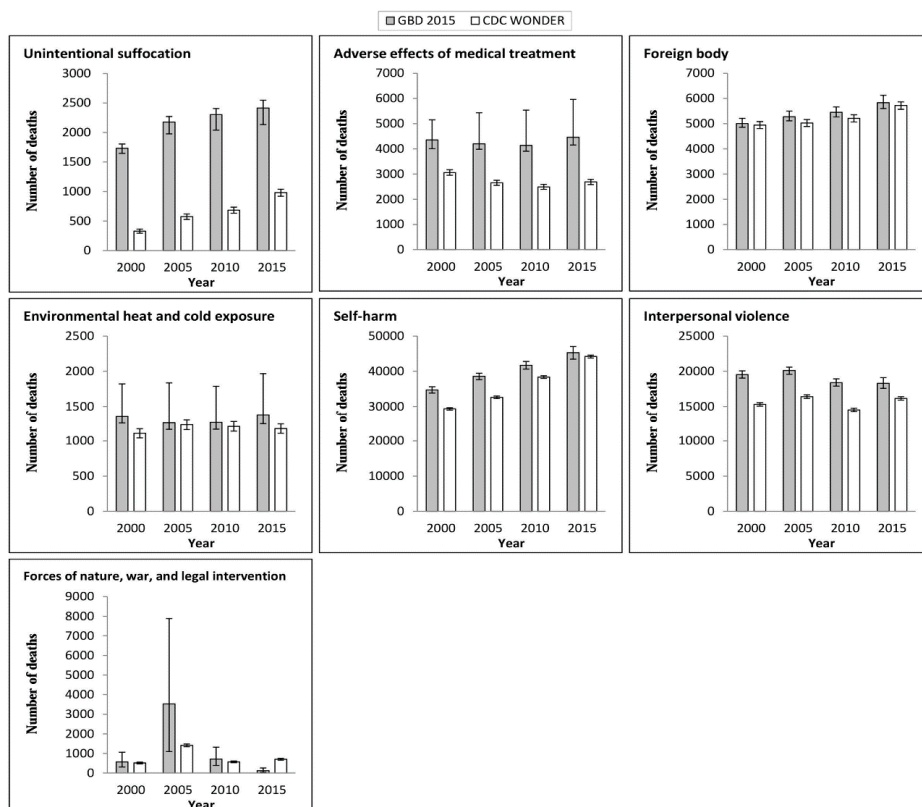 GBD 2015 CDC WONDER
Unintentional suffocation
Number of deaths
3000
2500
2000
1500
1000
500
0
2000 2005 2010 2015
Year
Adverse effects of medical treatment
Number of deaths
7000
6000
5000
4000
3000
2000
1000
0
2000 2005 2010 2015
Year
Foreign body
Number of deaths
7000
6000
5000
4000
3000
2000
1000
0
2000 2005 2010 2015
Year
Environmental heat and cold exposure
Number of deaths
2500
2000
1500
1000
500
0
2000 2005 2010 2015
Year
Self-harm
Number of deaths
50000
40000
30000
20000
10000
0
2000 2005 2010 2015
Year
Interpersonal violence
Number of deaths
25000
20000
15000
10000
5000
0
2000 2005 2010 2015
Year
Forces of nature, war, and legal intervention
Number of deaths
9000
8000
7000
6000
5000
4000
3000
2000
1000
0
2000 2005 2010 2015
Year